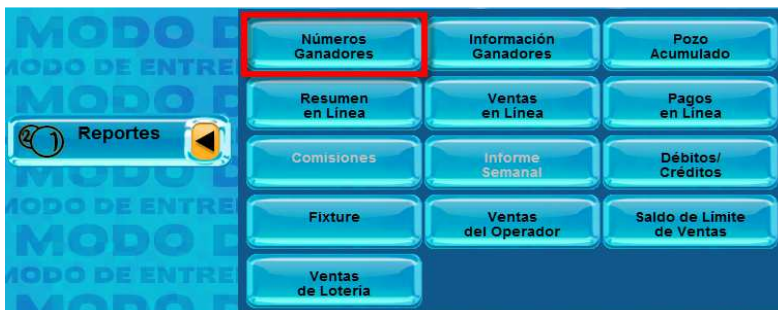 MODO D
MODO DE ENTRE
MODO D
Reportes
MODO D
MODO DE ENTRE
MODO D
MODO DE ENTRE
MODO D
Números
Ganadores
Información
Ganadores
Pozo
Acumulado
Resumen
en Línea
Ventas
en Línea
Pagos
en Línea
Comisiones
Informe
Semanal
Débitos/
Créditos
Fixture
Ventas
del Operador
Saldo de Límite
de Ventas
Ventas
de Lotería